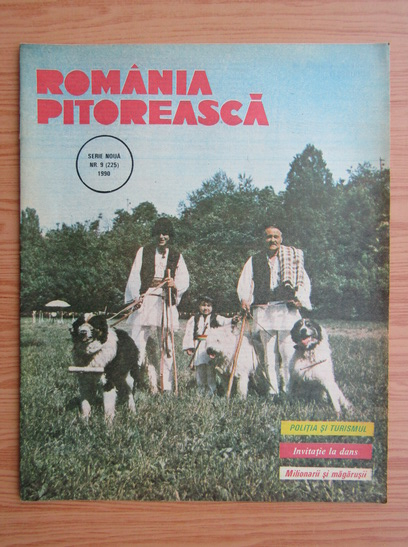 ROMÂNIA
PITOREASCĂ
SERIE NOUĂ
NR 9 (225)
1990
POLIȚIA ȘI TURISMUL
Invitație la dans
Milionarii și măgărușii